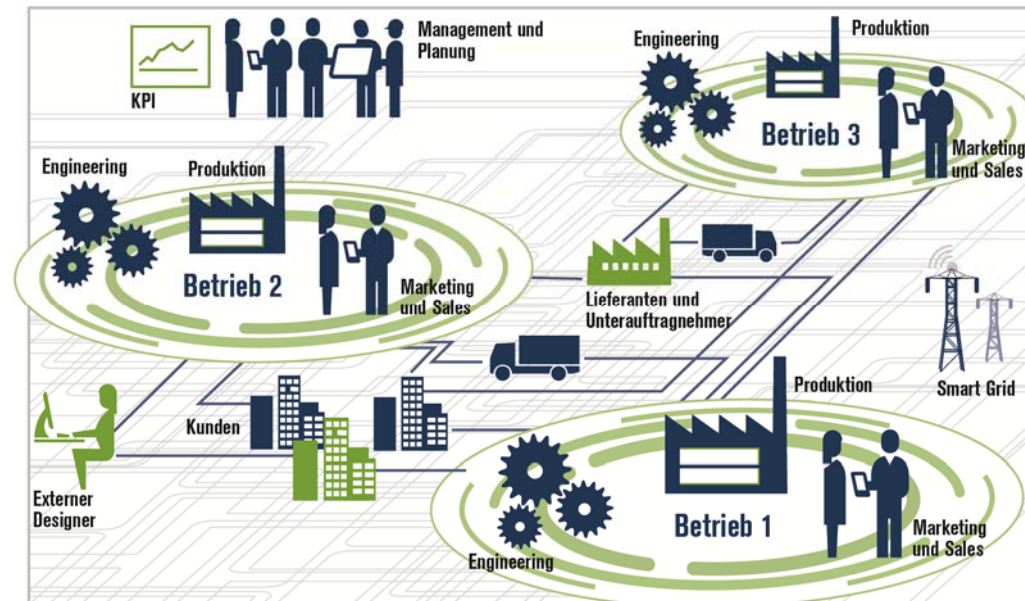 Management und
Planung
KPI
Engineering
Produktion
Betrieb 3
Marketing
und Sales
Engineering
Produktion
Betrieb 2
Marketing
und Sales
Lieferanten und
Unterauftragnehmer
Smart Grid
Kunden
Externer
Designer
Produktion
Betrieb 1
Engineering
Marketing
und Sales